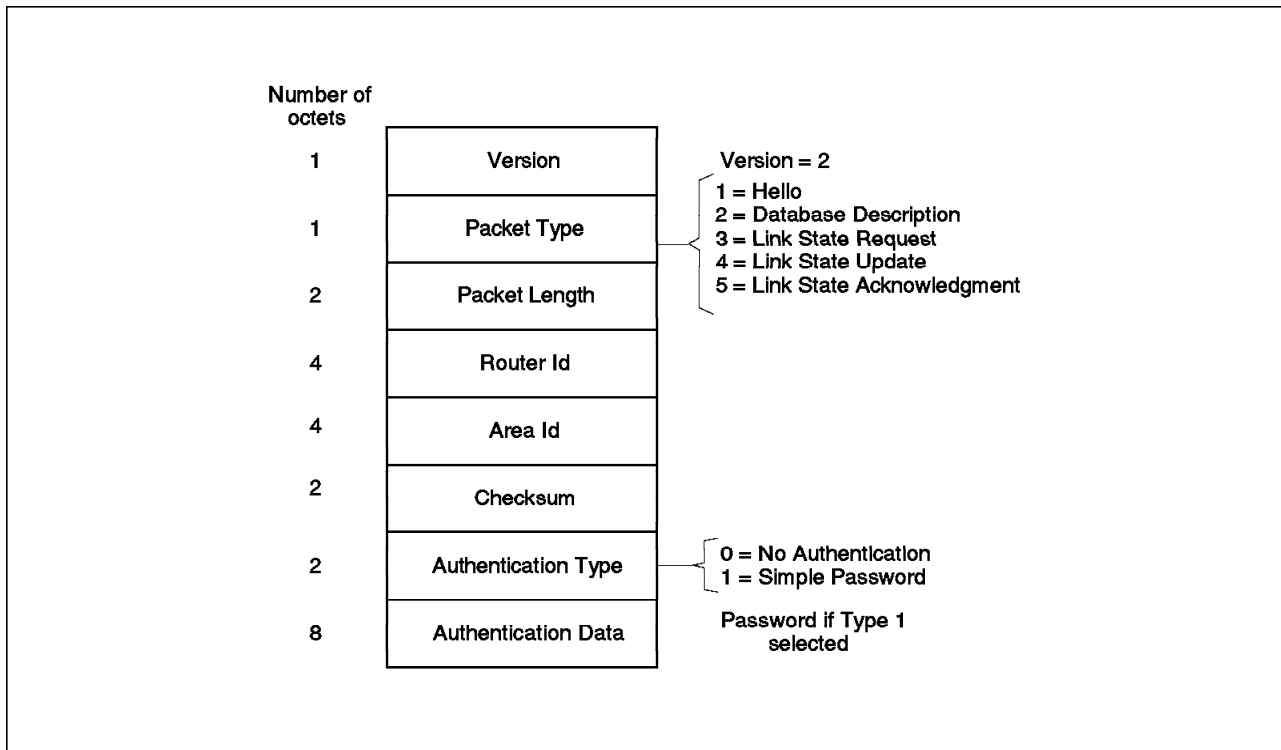 Number of
octets
1 Version Version = 2
1 Packet Type
1 = Hello
2 = Database Description
3 = Link State Request
4 = Link State Update
5 = Link State Acknowledgment
2 Packet Length
4 Router Id
4 Area Id
2 Checksum
2 Authentication Type
0 = No Authentication
1 = Simple Password
8 Authentication Data
Password if Type 1
selected